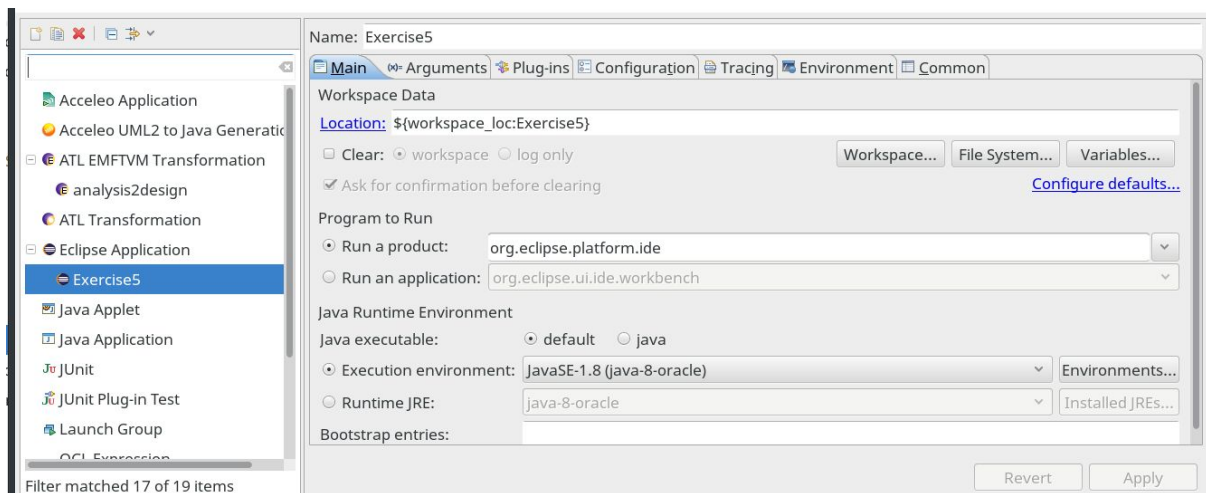 Name: Exercise5
Main
(x)= Arguments
Plug-ins
Configuration
Tracing
Environment
Common
Acceleo Application
Acceleo UML2 to Java Generatio
ATL EMFTVM Transformation
analysis2design
ATL Transformation
Eclipse Application
Exercise5
Java Applet
Java Application
Ju JUnit
JUnit Plug-in Test
Launch Group
OCL Expression
Filter matched 17 of 19 items
Workspace Data
Location: ${workspace_loc:Exercise5}
Clear: workspace log only
Workspace... File System... Variables...
Ask for confirmation before clearing
Configure defaults...
Program to Run
Run a product: org.eclipse.platform.ide
Run an application: org.eclipse.ui.ide.workbench
Java Runtime Environment
Java executable: default java
Execution environment: JavaSE-1.8 (java-8-oracle) Environments...
Runtime JRE: java-8-oracle Installed JREs...
Bootstrap entries:
Revert Apply